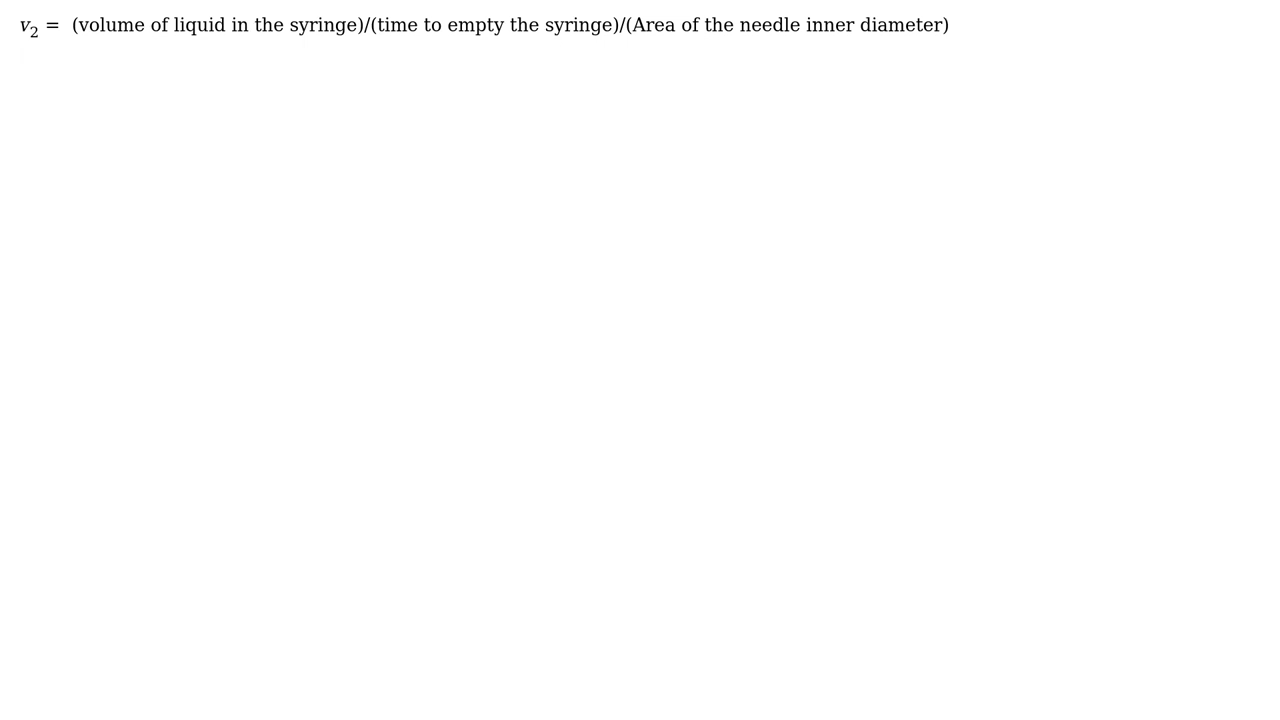 v₂ = (volume of liquid in the syringe)/(time to empty the syringe)/(Area of the needle inner diameter)